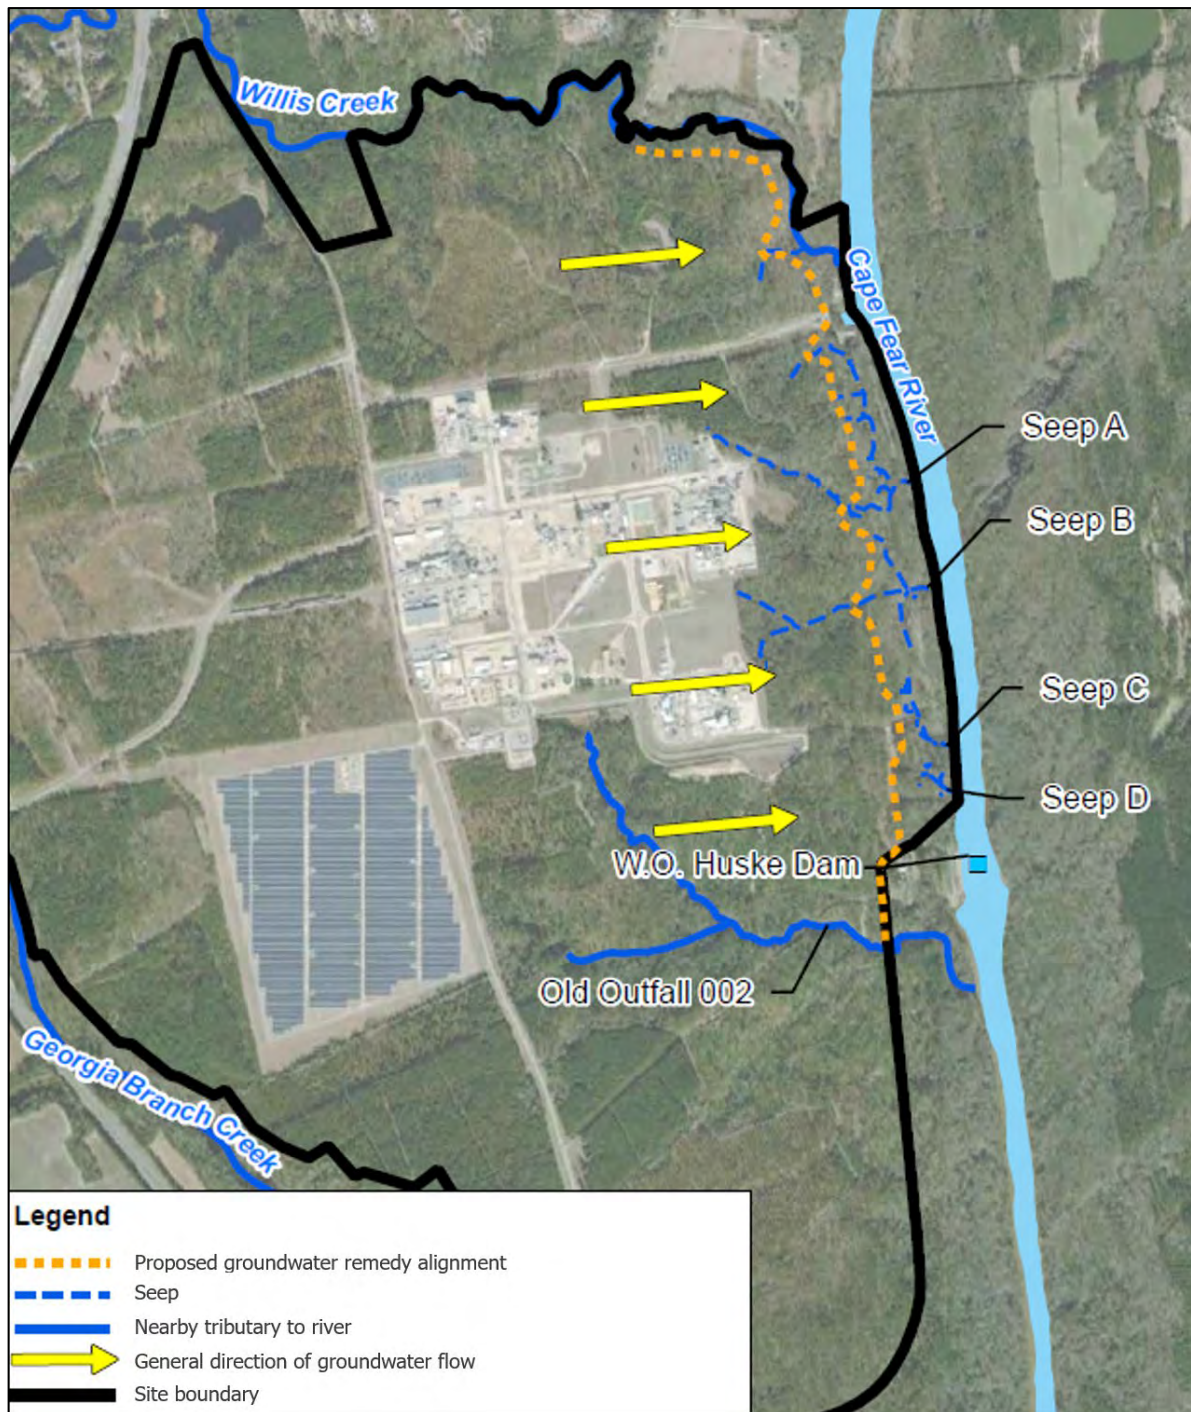 Willis Creek
Cape Fear River
Seep A
Seep B
Seep C
Seep D
W.O. Huske Dam
Old Outfall 002
Georgia Branch Creek
Legend
Proposed groundwater remedy alignment
Seep
Nearby tributary to river
General direction of groundwater flow
Site boundary